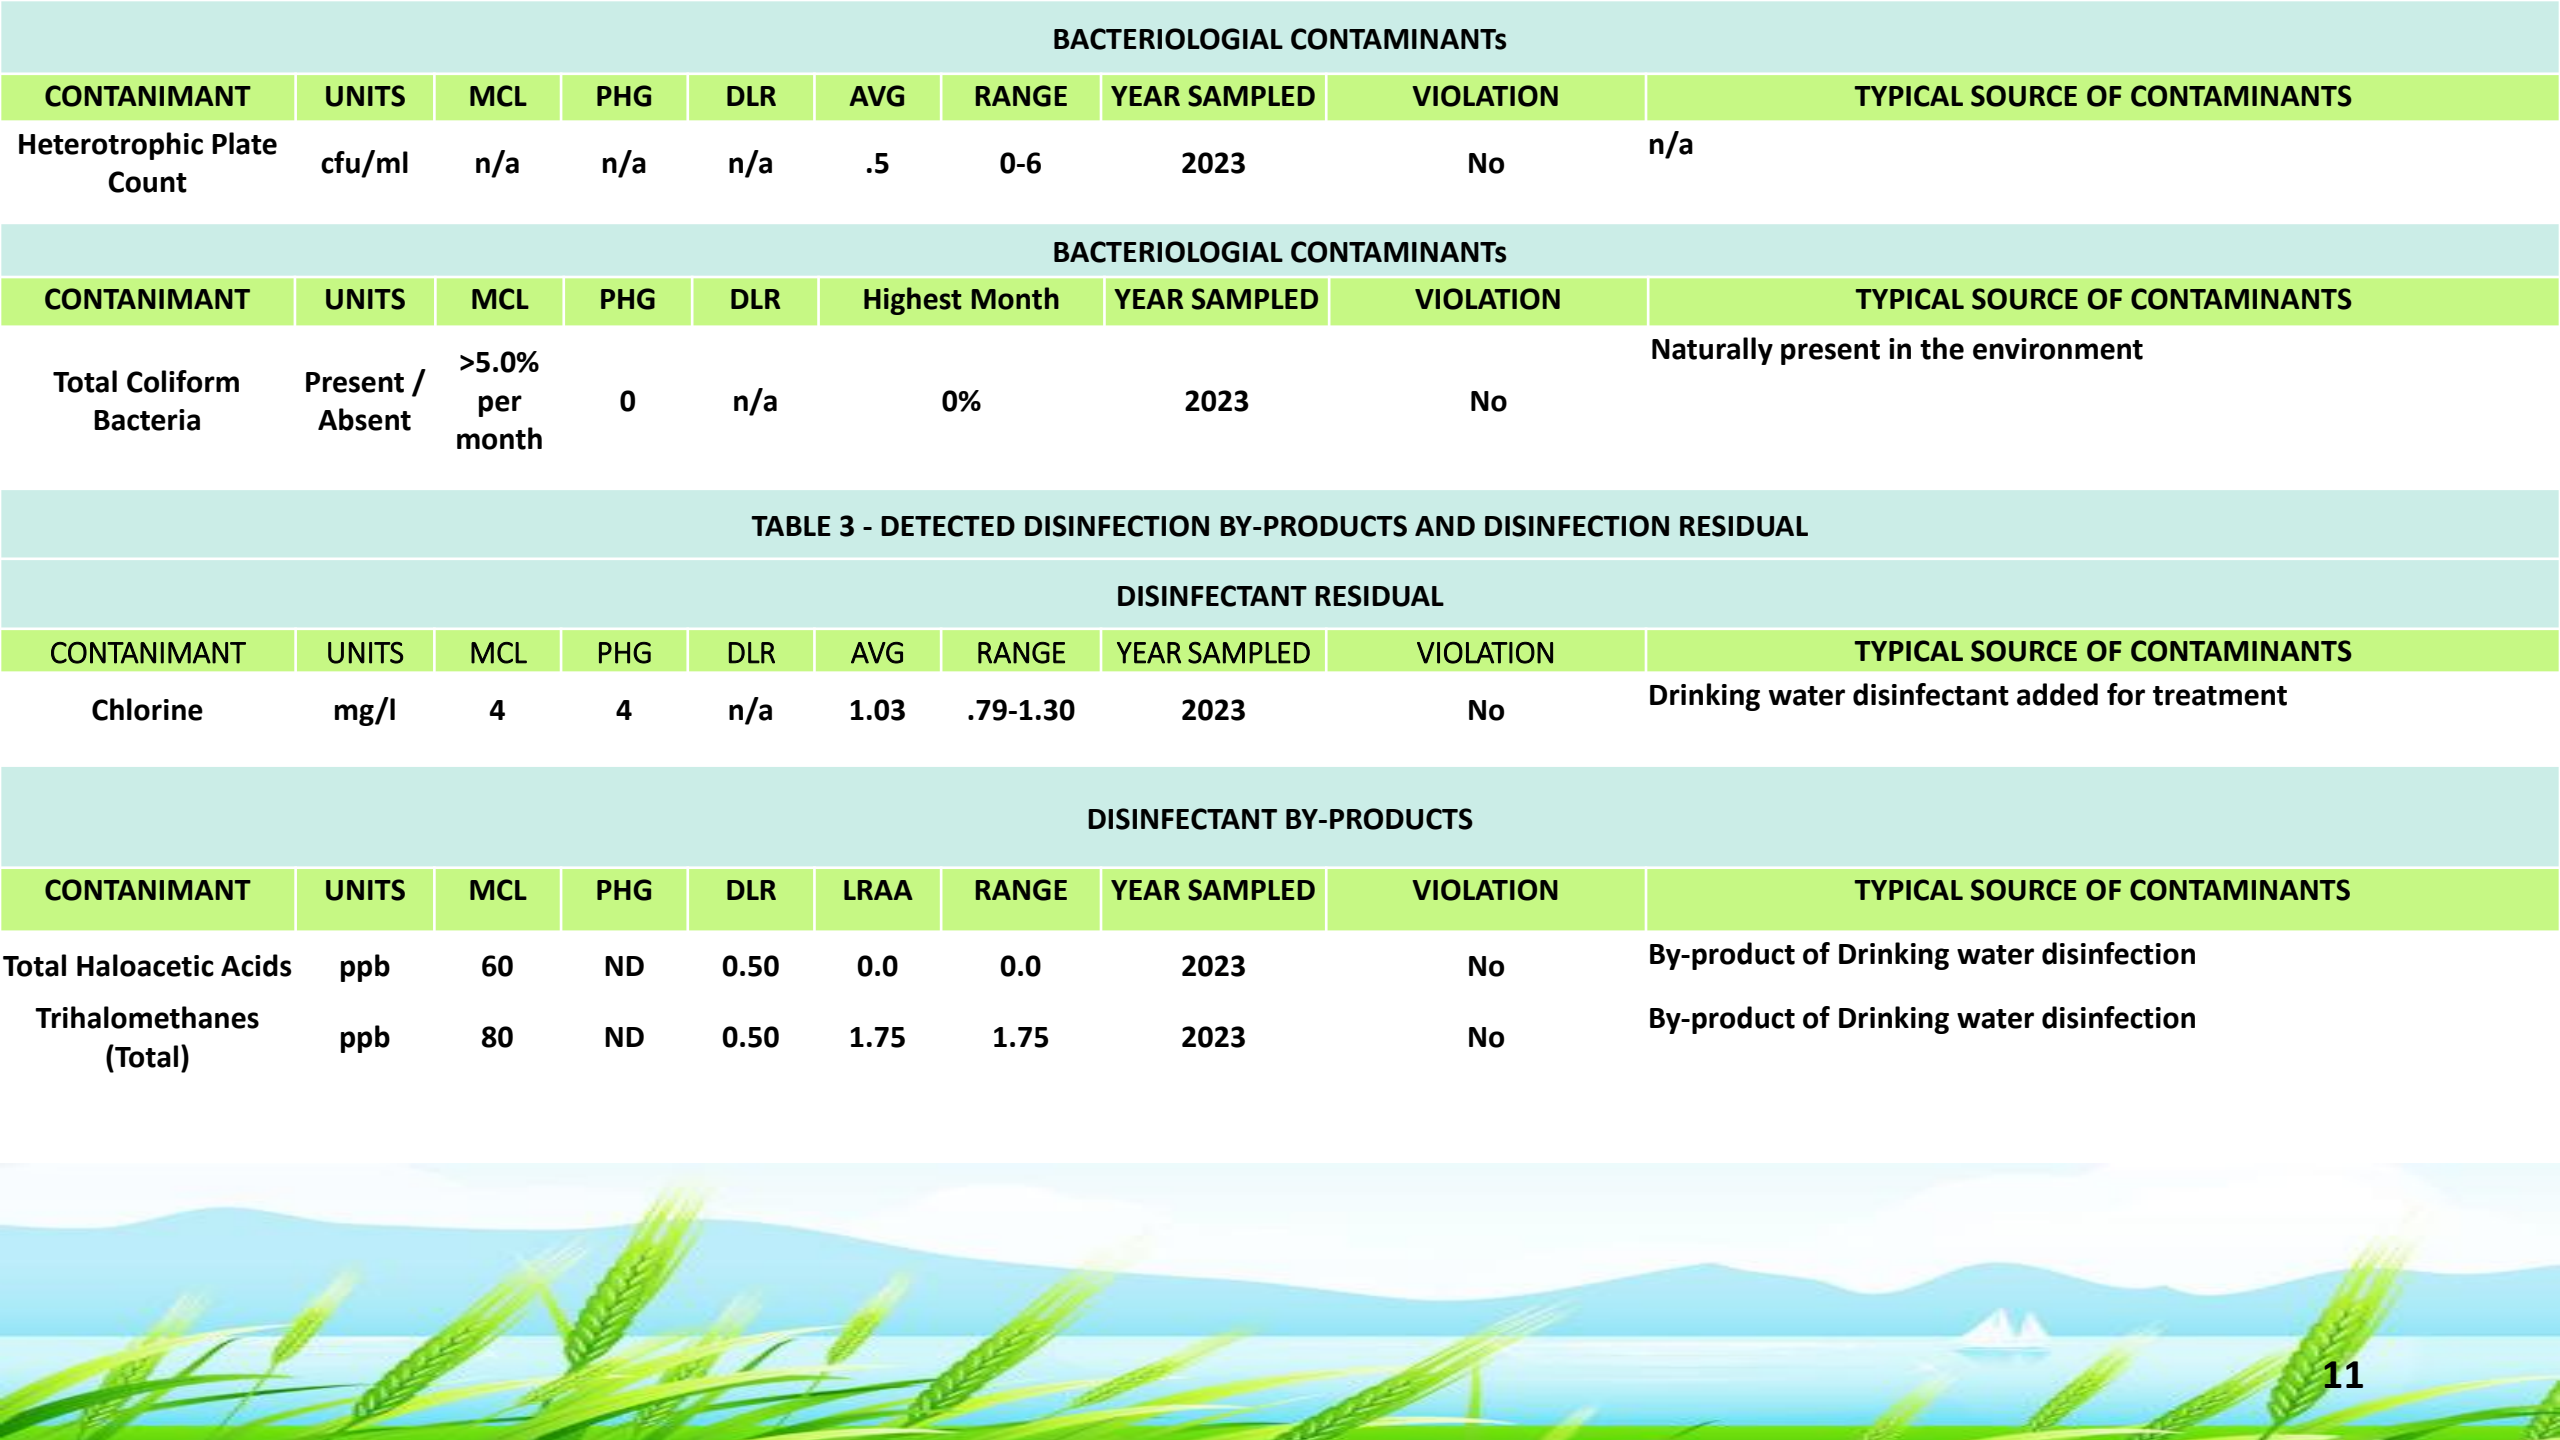 BACTERIOLOGIAL CONTAMINANTs
CONTANIMANT UNITS MCL PHG DLR AVG RANGE YEAR SAMPLED VIOLATION TYPICAL SOURCE OF CONTAMINANTS
Heterotrophic Plate Count cfu/ml n/a n/a n/a .5 0-6 2023 No n/a
BACTERIOLOGIAL CONTAMINANTs
CONTANIMANT UNITS MCL PHG DLR Highest Month YEAR SAMPLED VIOLATION TYPICAL SOURCE OF CONTAMINANTS
Total Coliform Bacteria Present / Absent >5.0% per month 0 n/a 0% 2023 No Naturally present in the environment
TABLE 3 - DETECTED DISINFECTION BY-PRODUCTS AND DISINFECTION RESIDUAL
DISINFECTANT RESIDUAL
CONTANIMANT UNITS MCL PHG DLR AVG RANGE YEAR SAMPLED VIOLATION TYPICAL SOURCE OF CONTAMINANTS
Chlorine mg/l 4 4 n/a 1.03 .79-1.30 2023 No Drinking water disinfectant added for treatment
DISINFECTANT BY-PRODUCTS
CONTANIMANT UNITS MCL PHG DLR LRAA RANGE YEAR SAMPLED VIOLATION TYPICAL SOURCE OF CONTAMINANTS
Total Haloacetic Acids ppb 60 ND 0.50 0.0 0.0 2023 No By-product of Drinking water disinfection
Trihalomethanes (Total) ppb 80 ND 0.50 1.75 1.75 2023 No By-product of Drinking water disinfection
11